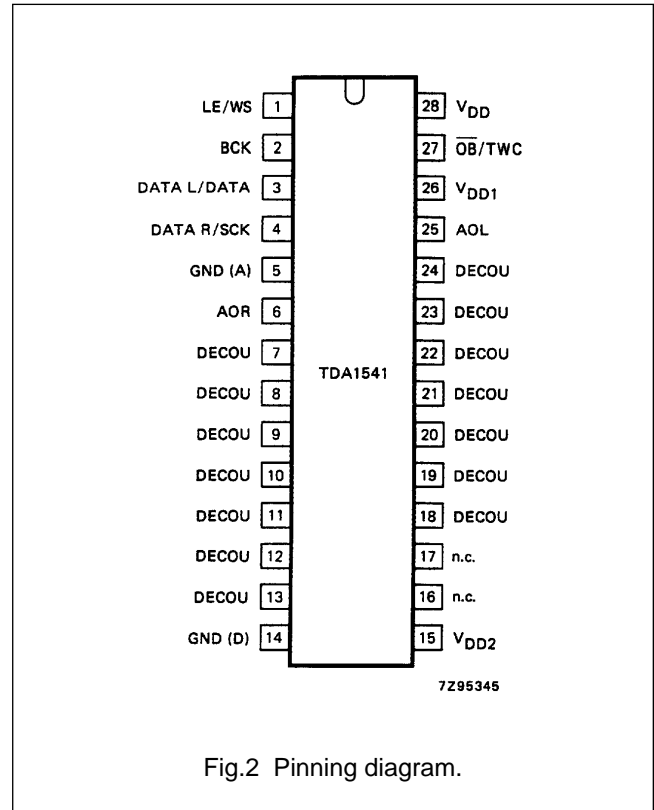 LE/WS 1 28 VDD
BCK 2 27 O̅B̅/TWC
DATA L/DATA 3 26 VDD1
DATA R/SCK 4 25 AOL
GND (A) 5 24 DECOU
AOR 6 23 DECOU
DECOU 7 22 DECOU
TDA1541
DECOU 8 21 DECOU
DECOU 9 20 DECOU
DECOU 10 19 DECOU
DECOU 11 18 DECOU
DECOU 12 17 n.c.
DECOU 13 16 n.c.
GND (D) 14 15 VDD2
7Z95345
Fig.2 Pinning diagram.